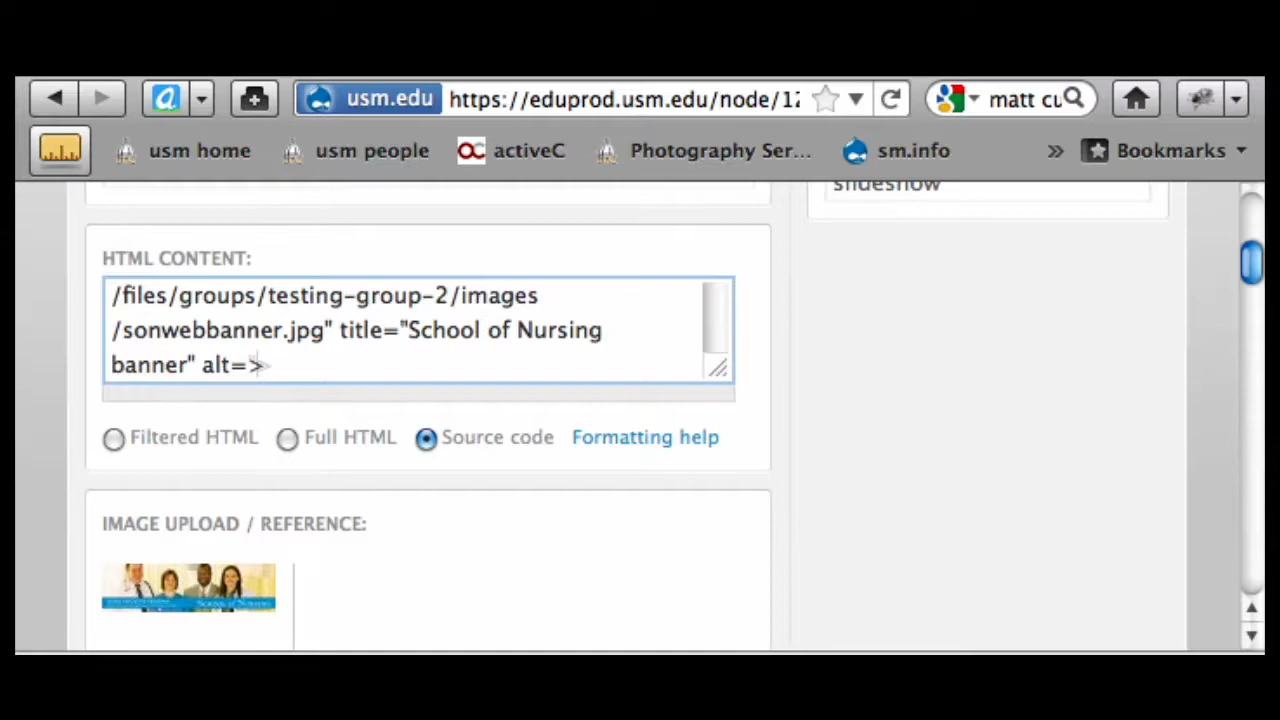 usm.edu https://eduprod.usm.edu/node/12 matt cu
usm home usm people activeC Photography Ser... sm.info » Bookmarks
slideshow
HTML CONTENT:
/files/groups/testing-group-2/images
/sonwebbanner.jpg" title="School of Nursing
banner" alt=>
Filtered HTML Full HTML Source code Formatting help
IMAGE UPLOAD / REFERENCE:
SCHOOL OF NURSING